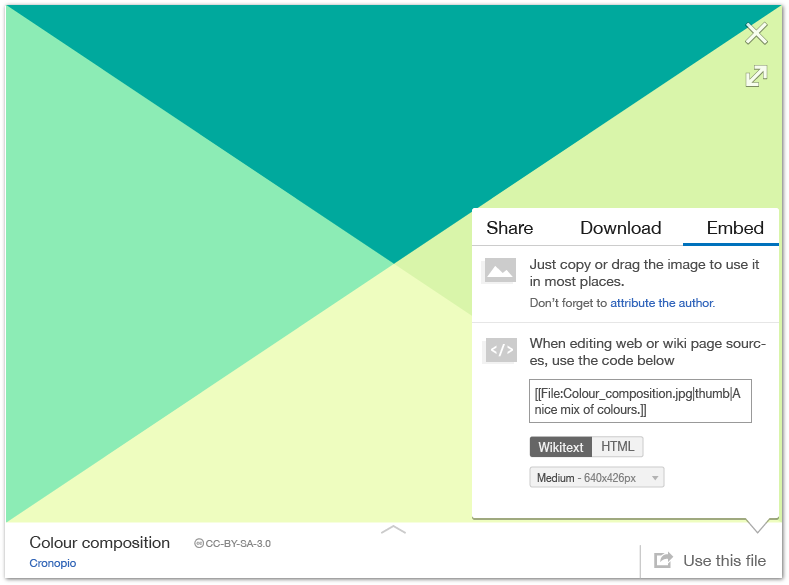 Share Download Embed
Just copy or drag the image to use it
in most places.
Don't forget to attribute the author.
</>
When editing web or wiki page sourc-
es, use the code below
[[File:Colour_composition.jpg|thumb|A
nice mix of colours.]]
Wikitext HTML
Medium - 640x426px
Colour composition CC-BY-SA-3.0
Cronopio
Use this file